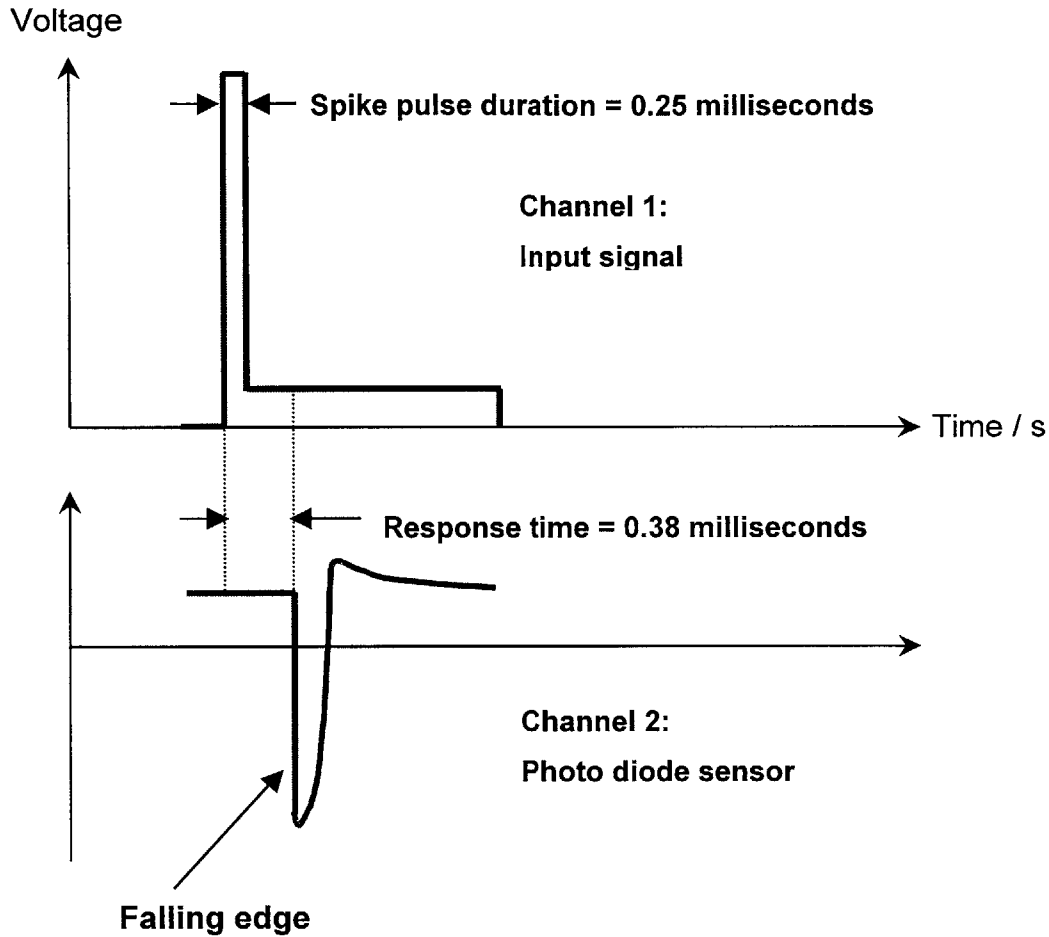 Voltage
Spike pulse duration = 0.25 milliseconds
Channel 1:
Input signal
Time / s
Response time = 0.38 milliseconds
Channel 2:
Photo diode sensor
Falling edge